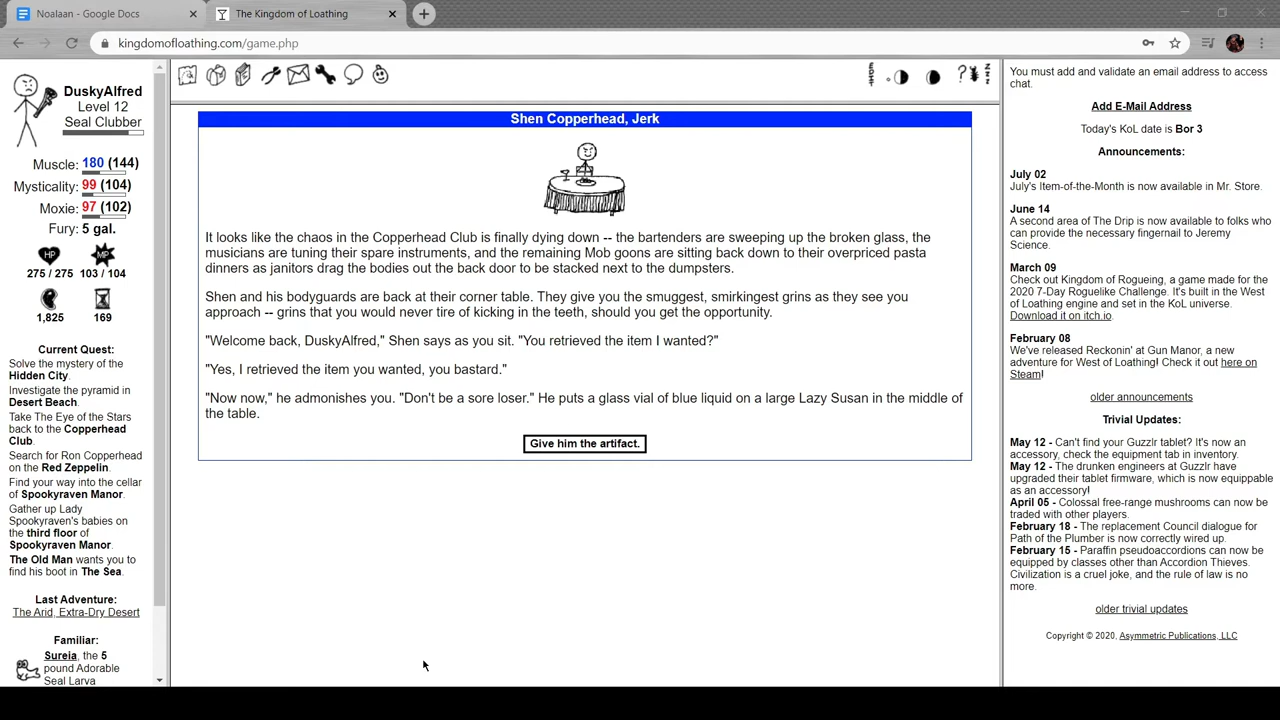 Noalaan - Google Docs
The Kingdom of Loathing
kingdomofloathing.com/game.php
DuskyAlfred
Level 12
Seal Clubber
Muscle: 180 (144)
Mysticality: 99 (104)
Moxie: 97 (102)
Fury: 5 gal.
HP
MP
275 / 275
103 / 104
1,825
169
Current Quest:
Solve the mystery of the
Hidden City.
Investigate the pyramid in
Desert Beach.
Take The Eye of the Stars
back to the Copperhead
Club.
Search for Ron Copperhead
on the Red Zeppelin.
Find your way into the cellar
of Spookyraven Manor.
Gather up Lady
Spookyraven's babies on
the third floor of
Spookyraven Manor.
The Old Man wants you to
find his boot in The Sea.
Last Adventure:
The Arid, Extra-Dry Desert
Familiar:
Sureia, the 5
pound Adorable
Seal Larva
Shen Copperhead, Jerk
It looks like the chaos in the Copperhead Club is finally dying down -- the bartenders are sweeping up the broken glass, the
musicians are tuning their spare instruments, and the remaining Mob goons are sitting back down to their overpriced pasta
dinners as janitors drag the bodies out the back door to be stacked next to the dumpsters.
Shen and his bodyguards are back at their corner table. They give you the smuggest, smirkingest grins as they see you
approach -- grins that you would never tire of kicking in the teeth, should you get the opportunity.
"Welcome back, DuskyAlfred," Shen says as you sit. "You retrieved the item I wanted?"
"Yes, I retrieved the item you wanted, you bastard."
"Now now," he admonishes you. "Don't be a sore loser." He puts a glass vial of blue liquid on a large Lazy Susan in the middle of
the table.
Give him the artifact.
You must add and validate an email address to access
chat.
Add E-Mail Address
Today's KoL date is Bor 3
Announcements:
July 02
July's Item-of-the-Month is now available in Mr. Store.
June 14
A second area of The Drip is now available to folks who
can provide the necessary fingernail to Jeremy
Science.
March 09
Check out Kingdom of Rogueing, a game made for the
2020 7-Day Roguelike Challenge. It's built in the West
of Loathing engine and set in the KoL universe.
Download it on itch.io.
February 08
We've released Reckonin' at Gun Manor, a new
adventure for West of Loathing! Check it out here on
Steam!
older announcements
Trivial Updates:
May 12 - Can't find your Guzzlr tablet? It's now an
accessory, check the equipment tab in inventory.
May 12 - The drunken engineers at Guzzlr have
upgraded their tablet firmware, which is now equippable
as an accessory!
April 05 - Colossal free-range mushrooms can now be
traded with other players.
February 18 - The replacement Council dialogue for
Path of the Plumber is now correctly wired up.
February 15 - Paraffin pseudoaccordions can now be
equipped by classes other than Accordion Thieves.
Civilization is a cruel joke, and the rule of law is no
more.
older trivial updates
Copyright © 2020, Asymmetric Publications, LLC